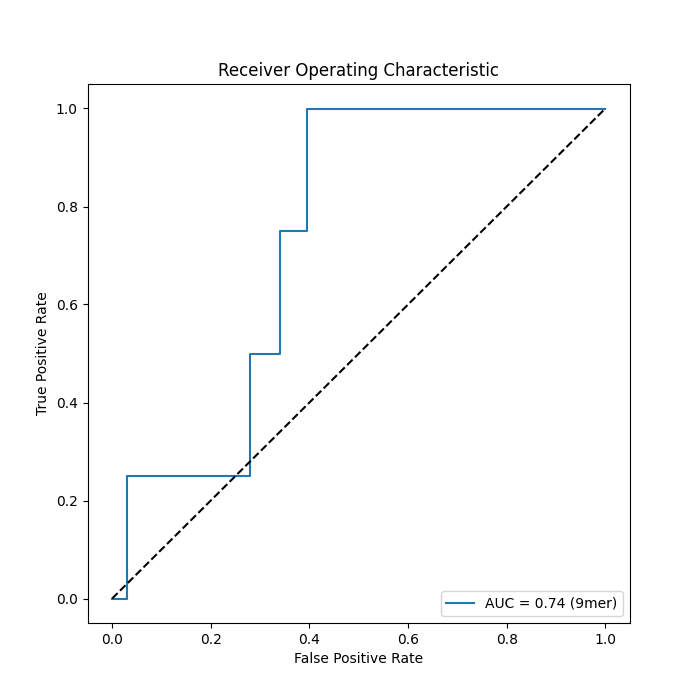 Receiver Operating Characteristic
True Positive Rate
1.0
0.8
0.6
0.4
0.2
0.0
AUC = 0.74 (9mer)
0.0 0.2 0.4 0.6 0.8 1.0
False Positive Rate